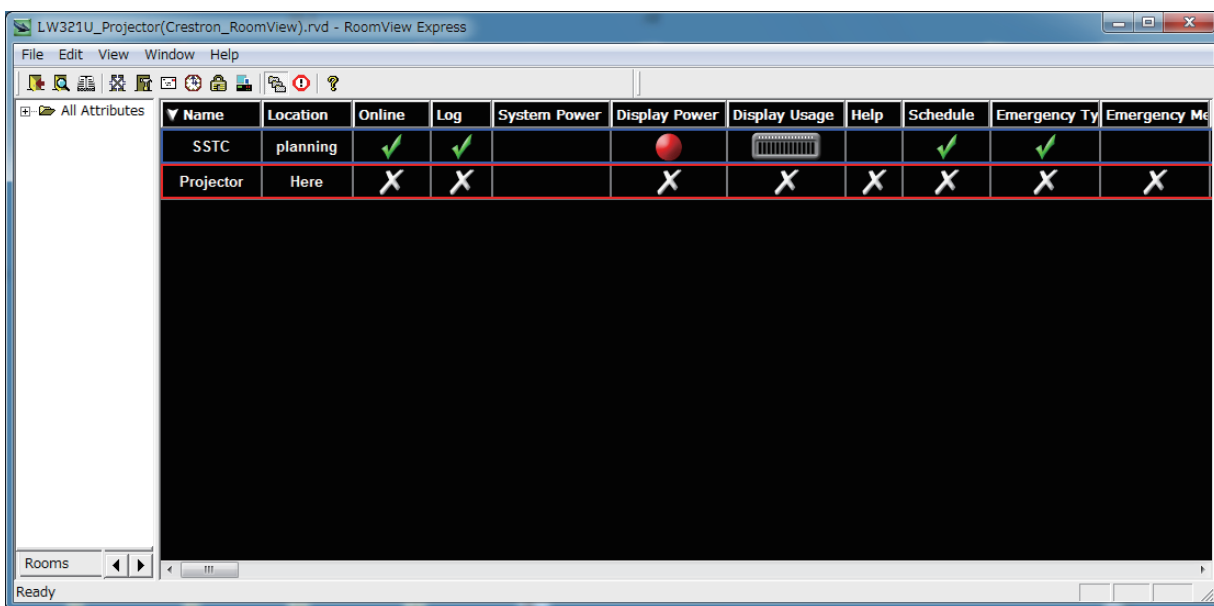 LW321U_Projector(Crestron_RoomView).rvd - RoomView Express
File Edit View Window Help
All Attributes
Name Location Online Log System Power Display Power Display Usage Help Schedule Emergency Ty Emergency Me
SSTC planning
Projector Here
Rooms
Ready